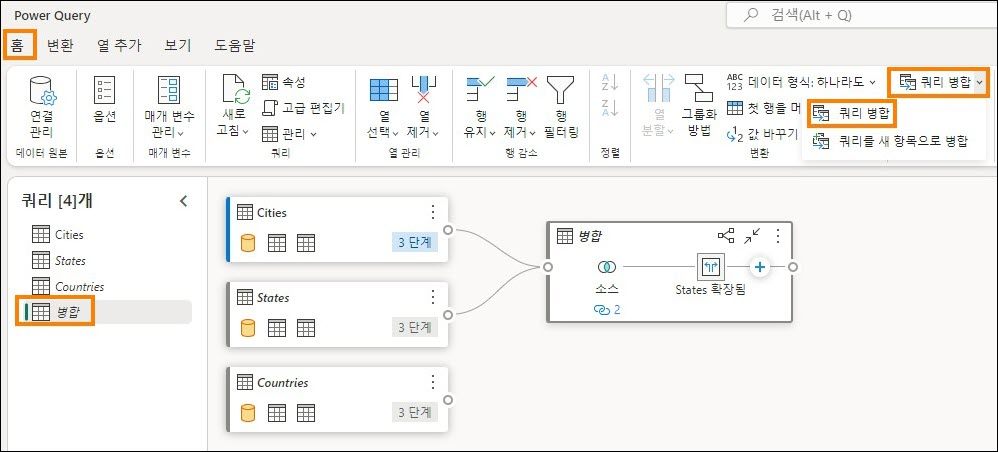 Power Query
검색(Alt + Q)
홈 변환 열 추가 보기 도움말
연결 관리
데이터 원본
옵션
옵션
매개 변수 관리
매개 변수
새로 고침
속성
고급 편집기
관리
쿼리
열 선택
열 제거
열 관리
행 유지
행 제거
행 필터링
행 감소
정렬
열 분할
그룹화 방법
데이터 형식: 하나라도
첫 행을 머
값 바꾸기
변환
쿼리 병합
쿼리 병합
쿼리를 새 항목으로 병합
쿼리 [4]개
Cities
States
Countries
병합
Cities
3 단계
States
3 단계
Countries
3 단계
병합
소스
2
States 확장됨